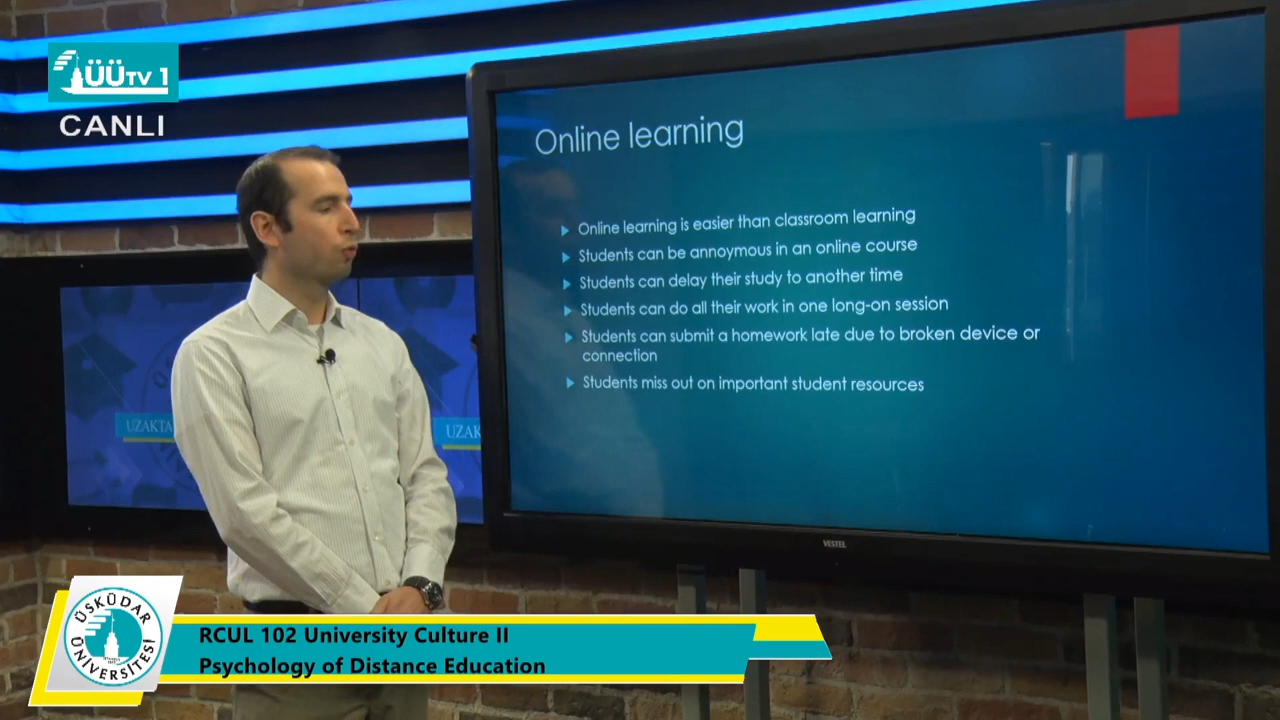 ÜÜTV 1
CANLI
Online learning
Online learning is easier than classroom learning
Students can be annoymous in an online course
Students can delay their study to another time
Students can do all their work in one long-on session
Students can submit a homework late due to broken device or
connection
Students miss out on important student resources
UZAKTA
UZAK
VESTEL
ÜSKÜDAR
ÜNİVERSİTESİ
RCUL 102 University Culture II
Psychology of Distance Education